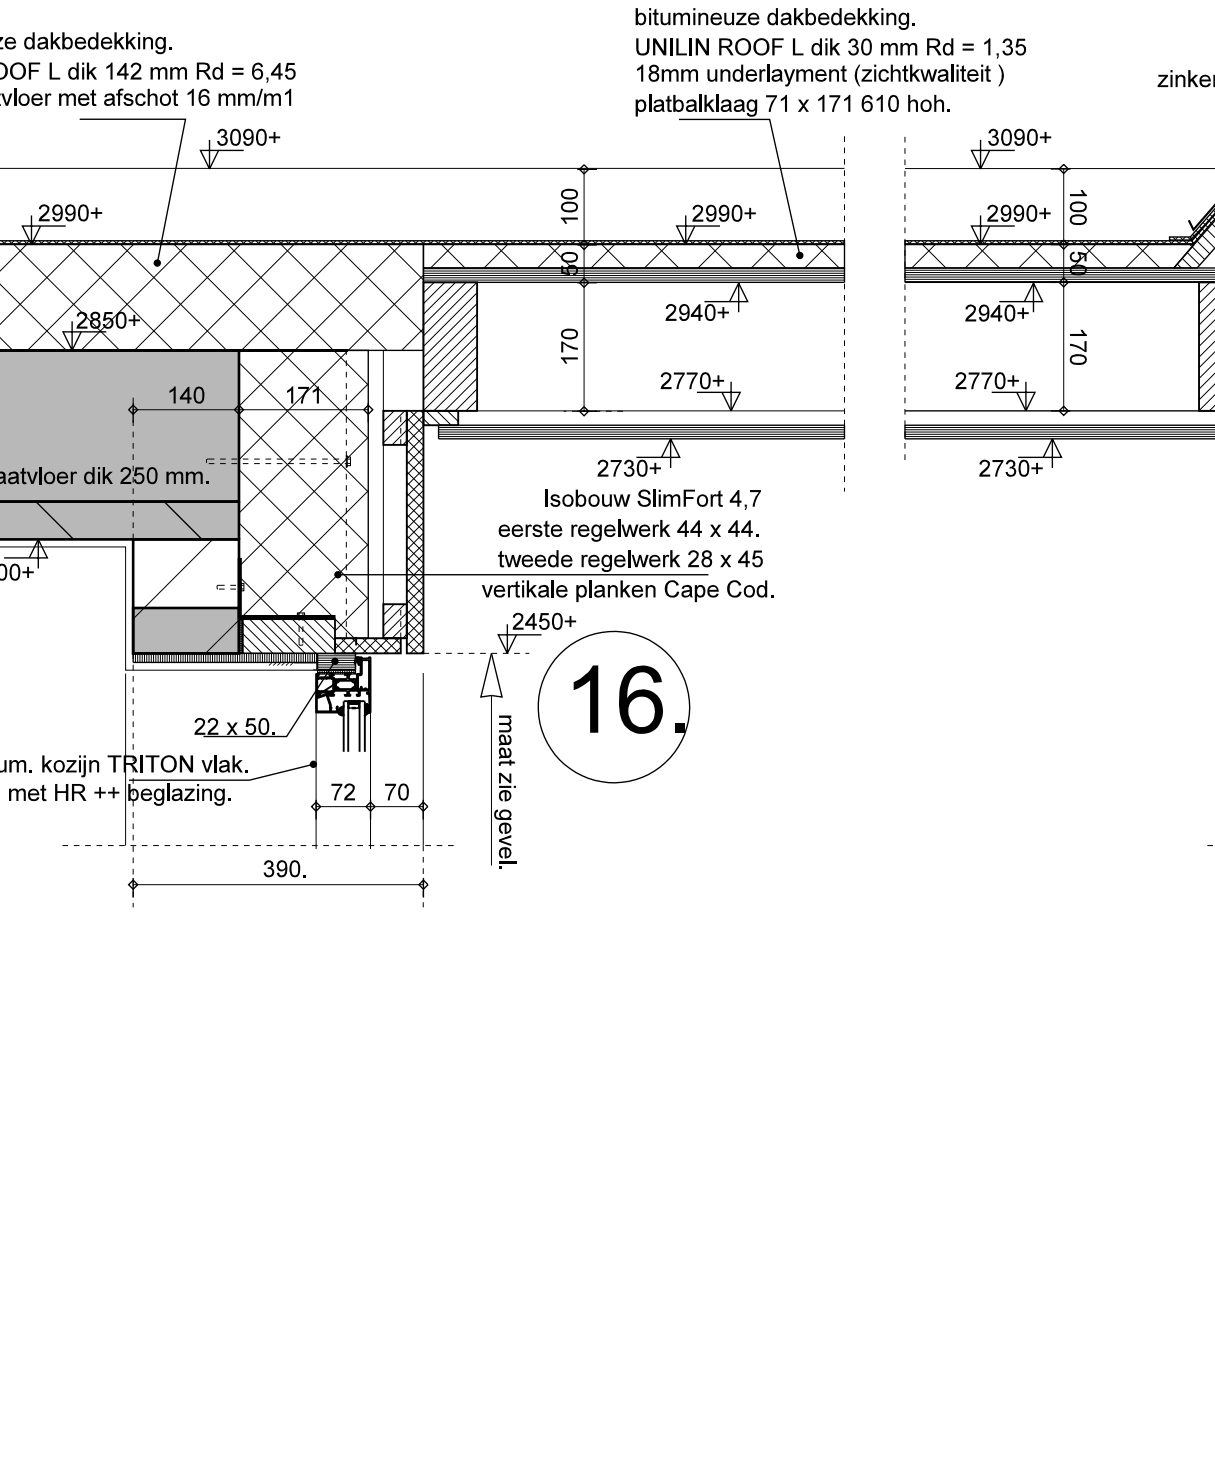 bitumineuze dakbedekking.
UNILIN ROOF L dik 30 mm Rd = 1,35
18mm underlayment (zichtkwaliteit )
platbalklaag 71 x 171 610 hoh.
ze dakbedekking.
OOF L dik 142 mm Rd = 6,45
tvloer met afschot 16 mm/m1
zinken
3090+
3090+
2990+
100
2990+
2990+
100
50
50
2850+
2940+
2940+
170
170
140
171
2770+
2770+
aatvloer dik 250 mm.
2730+
2730+
Isobouw SlimFort 4,7
eerste regelwerk 44 x 44.
tweede regelwerk 28 x 45
vertikale planken Cape Cod.
00+
2450+
16.
22 x 50.
maat zie gevel.
um. kozijn TRITON vlak.
met HR ++ beglazing.
72
70
390.